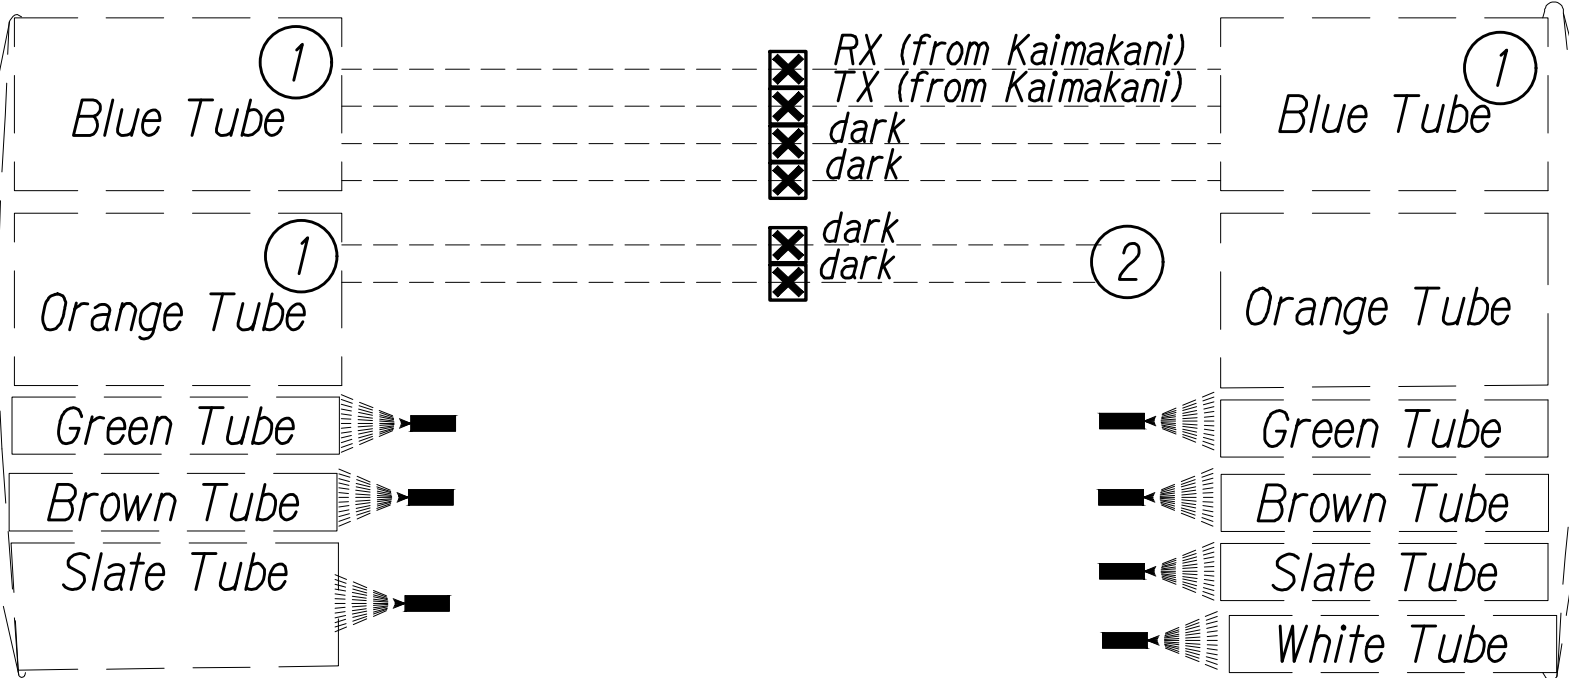 1
RX (from Kaimakani)
1
Blue Tube
TX (from Kaimakani)
Blue Tube
dark
dark
1
dark
2
dark
Orange Tube
Orange Tube
Green Tube
Green Tube
Brown Tube
Brown Tube
Slate Tube
Slate Tube
White Tube